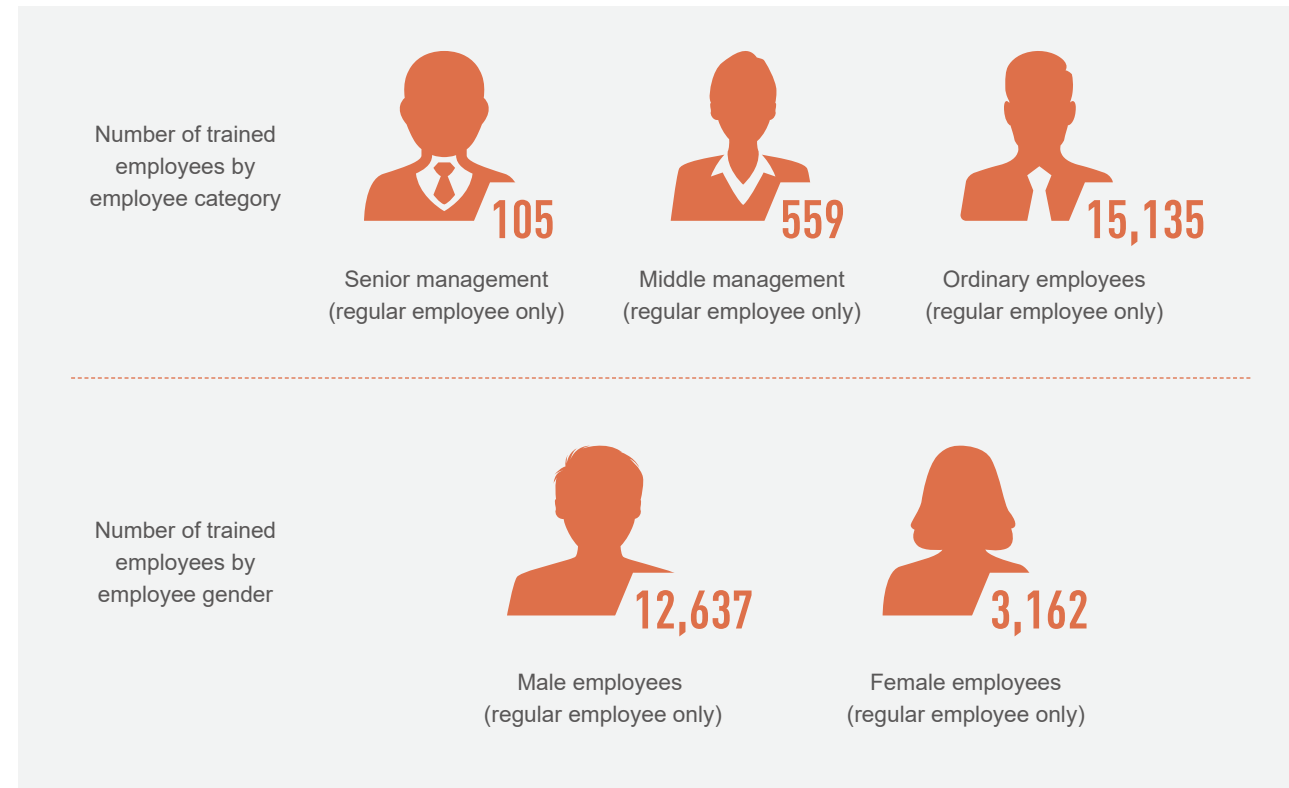 Number of trained
employees by
employee category
105
559
15,135
Senior management
(regular employee only)
Middle management
(regular employee only)
Ordinary employees
(regular employee only)
Number of trained
employees by
employee gender
12,637
3,162
Male employees
(regular employee only)
Female employees
(regular employee only)